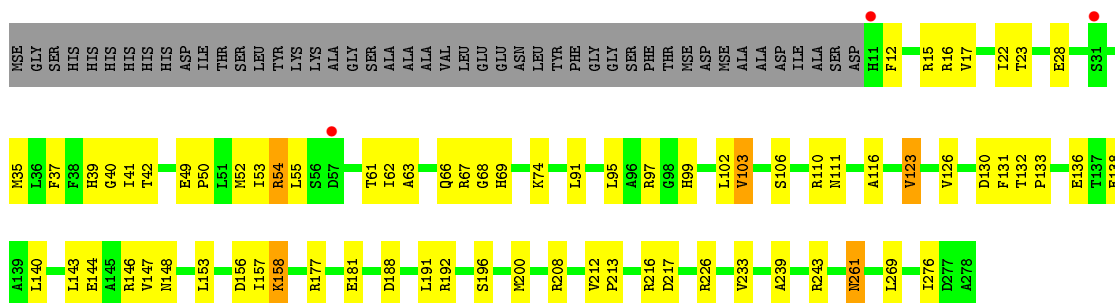 MSE GLY SER HIS HIS HIS HIS HIS HIS ASP ILE THR SER LEU TYR LYS LYS ALA GLY SER ALA ALA ALA ALA VAL LEU GLU GLU ASN LEU TYR PHE GLY GLY SER PHE THR MSE ASP MSE ALA ALA ASP ILE ALA SER ASP H11 F12 R15 R16 V17 I22 T23 E28 S31
M35 L36 F37 F38 H39 G40 I41 T42 E49 P50 L51 M52 I53 R54 L55 S56 D57 T61 I62 A63 Q66 R67 G68 H69 K74 L91 L95 A96 R97 G98 H99 L102 V103 S106 R110 N111 A116 V123 V126 D130 F131 T132 P133 E136 T137
A139 L140 L143 E144 A145 R146 V147 N148 L153 D156 I157 K158 R177 E181 D188 L191 R192 S196 M200 R208 V212 P213 R216 D217 R226 V233 A239 R243 N261 L269 I276 D277 A278